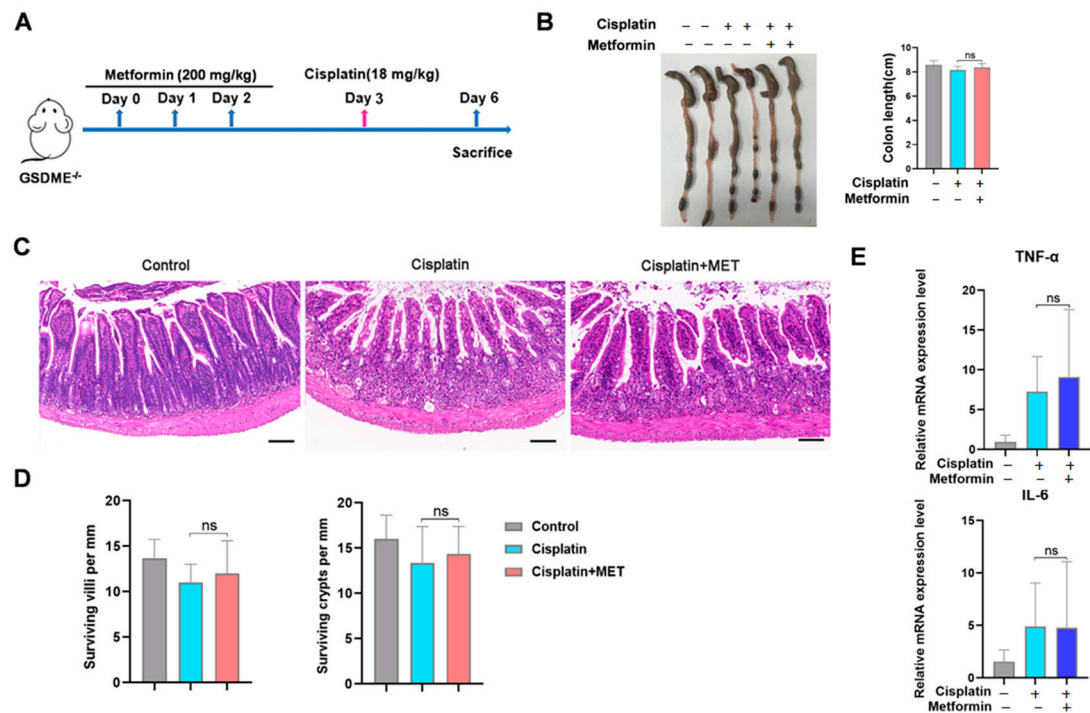 A
Metformin (200 mg/kg)
Cisplatin(18 mg/kg)
Day 0
Day 1
Day 2
Day 3
Day 6
Sacrifice
GSDME-/-
B
Cisplatin – – + + + +
Metformin – – – – + +
Colon length(cm)
10
8
6
4
2
0
ns
Cisplatin – + +
Metformin – – +
C
Control
Cisplatin
Cisplatin+MET
D
Surviving villi per mm
20
15
10
5
0
ns
Surviving crypts per mm
20
15
10
5
0
ns
Control
Cisplatin
Cisplatin+MET
E
TNF-α
Relative mRNA expression level
20
15
10
5
0
ns
Cisplatin – + +
Metformin – – +
IL-6
Relative mRNA expression level
15
10
5
0
ns
Cisplatin – + +
Metformin – – +